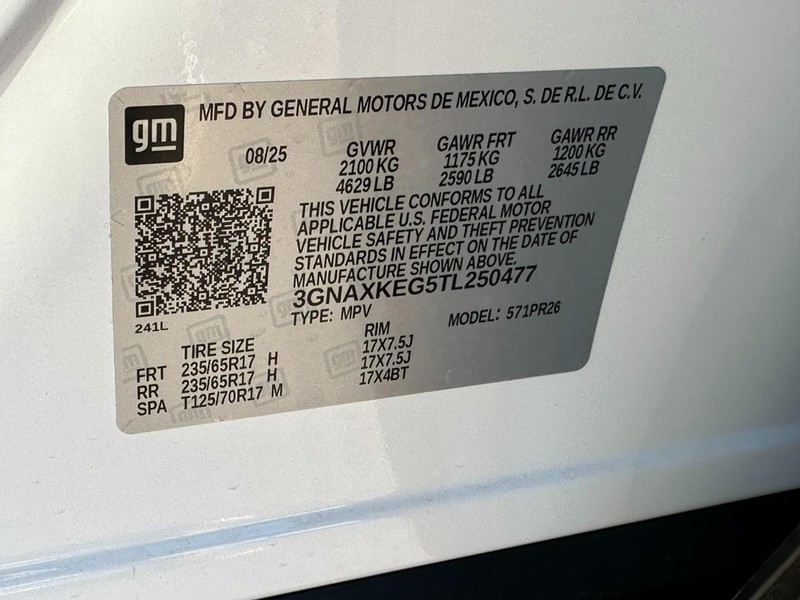 gm
MFD BY GENERAL MOTORS DE MEXICO, S. DE R.L. DE C.V.
08/25 GVWR GAWR FRT GAWR RR
2100 KG 1175 KG 1200 KG
4629 LB 2590 LB 2645 LB
THIS VEHICLE CONFORMS TO ALL
APPLICABLE U.S. FEDERAL MOTOR
VEHICLE SAFETY AND THEFT PREVENTION
STANDARDS IN EFFECT ON THE DATE OF
MANUFACTURE SHOWN ABOVE.
3GNAXKEG5TL250477
TYPE: MPV MODEL: 571PR26
241L
TIRE SIZE RIM
FRT 235/65R17 H 17X7.5J
RR 235/65R17 H 17X7.5J
SPA T125/70R17 M 17X4BT